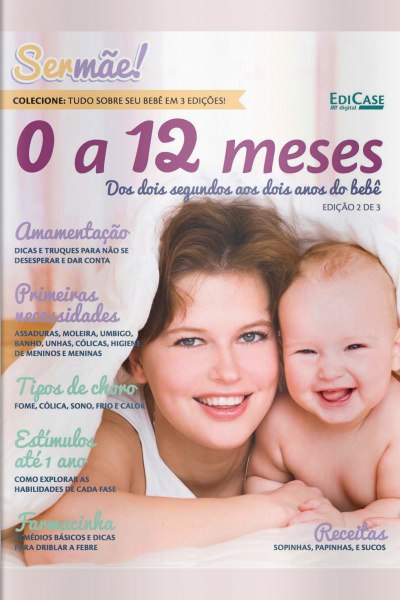 Sermãe!
COLECIONE: TUDO SOBRE SEU BEBÊ EM 3 EDIÇÕES!
EDICASE
digital
0 a 12 meses
Dos dois segundos aos dois anos do bebê
EDIÇÃO 2 DE 3
Amamentação
DICAS E TRUQUES PARA NÃO SE
DESESPERAR E DAR CONTA
Primeiras
necessidades
ASSADURAS, MOLEIRA, UMBIGO,
BANHO, UNHAS, CÓLICAS, HIGIENE
DE MENINOS E MENINAS
Tipos de choro
FOME, CÓLICA, SONO, FRIO E CALOR
Estímulos
até 1 ano
COMO EXPLORAR AS
HABILIDADES DE CADA FASE
Farmacinha
REMÉDIOS BÁSICOS E DICAS
PARA DRIBLAR A FEBRE
Receitas
SOPINHAS, PAPINHAS, E SUCOS